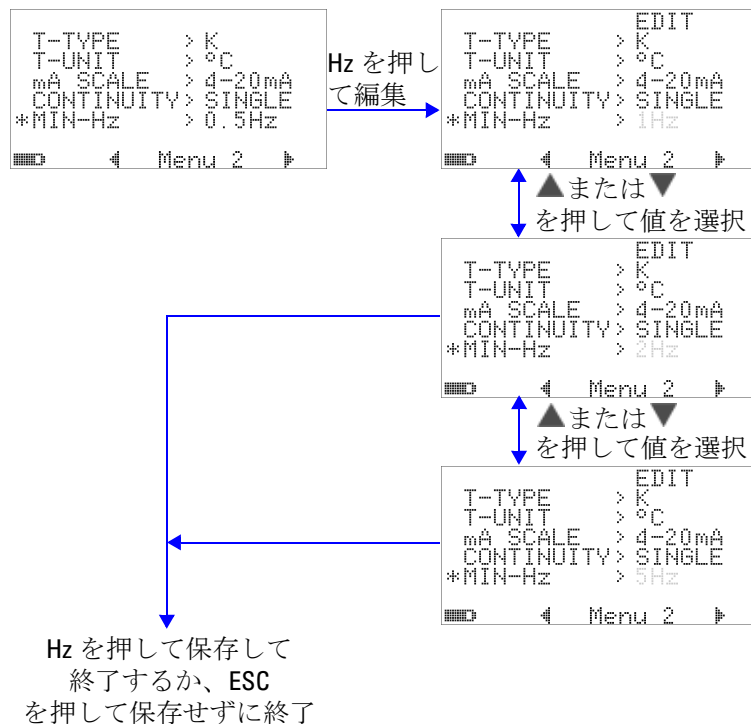 T-TYPE > K
T-UNIT > °C
mA SCALE > 4-20mA
CONTINUITY> SINGLE
*MIN-Hz > 0.5Hz
Menu 2
Hz を押し
て編集
EDIT
T-TYPE > K
T-UNIT > °C
mA SCALE > 4-20mA
CONTINUITY> SINGLE
*MIN-Hz > 1Hz
Menu 2
▲または▼
を押して値を選択
EDIT
T-TYPE > K
T-UNIT > °C
mA SCALE > 4-20mA
CONTINUITY> SINGLE
*MIN-Hz > 2Hz
Menu 2
▲または▼
を押して値を選択
EDIT
T-TYPE > K
T-UNIT > °C
mA SCALE > 4-20mA
CONTINUITY> SINGLE
*MIN-Hz > 5Hz
Menu 2
Hz を押して保存して
終了するか、ESC
を押して保存せずに終了